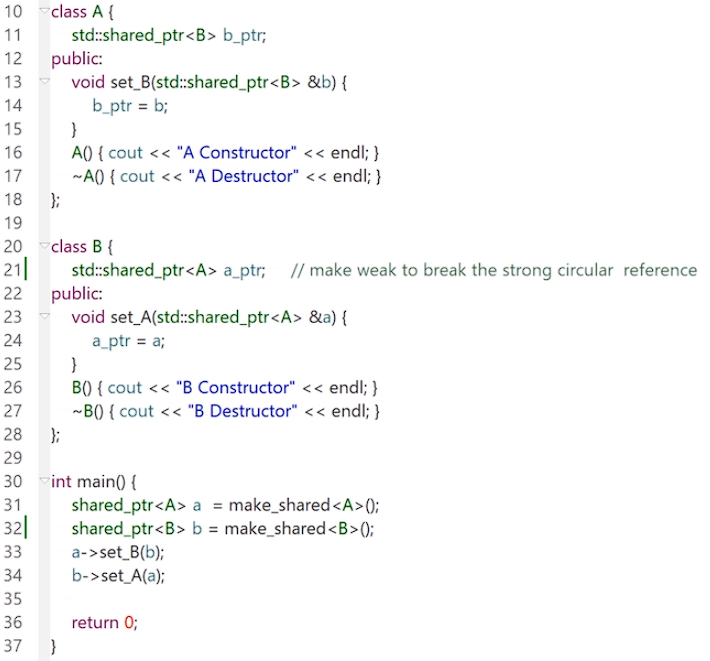 10 class A {
11 std::shared_ptr<B> b_ptr;
12 public:
13 void set_B(std::shared_ptr<B> &b) {
14 b_ptr = b;
15 }
16 A() { cout << "A Constructor" << endl; }
17 ~A() { cout << "A Destructor" << endl; }
18 };
19
20 class B {
21 std::shared_ptr<A> a_ptr; // make weak to break the strong circular reference
22 public:
23 void set_A(std::shared_ptr<A> &a) {
24 a_ptr = a;
25 }
26 B() { cout << "B Constructor" << endl; }
27 ~B() { cout << "B Destructor" << endl; }
28 };
29
30 int main() {
31 shared_ptr<A> a = make_shared<A>();
32 shared_ptr<B> b = make_shared<B>();
33 a->set_B(b);
34 b->set_A(a);
35
36 return 0;
37 }